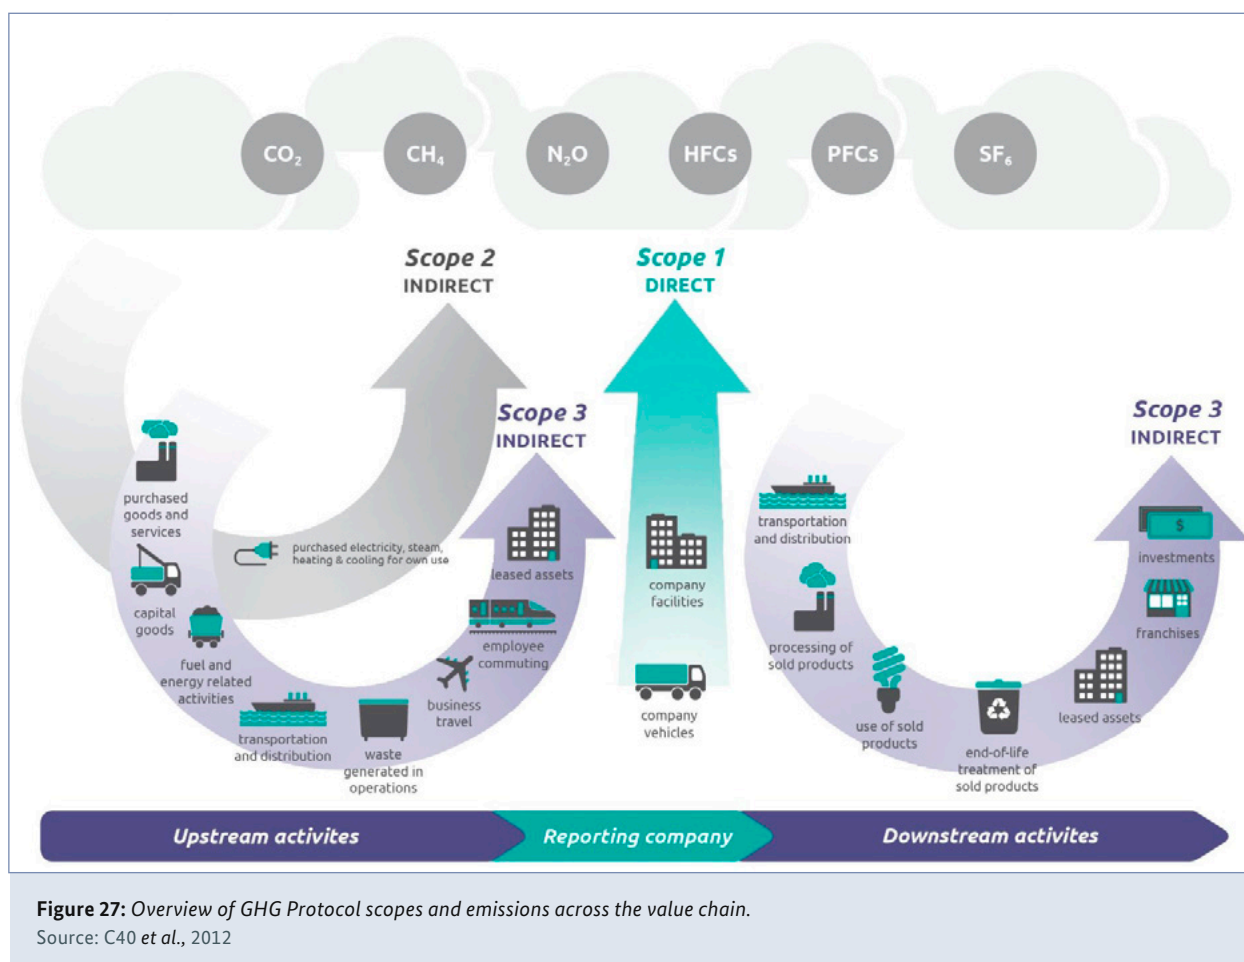 CO₂
CH₄
N₂O
HFCs
PFCs
SF₆
Scope 2
INDIRECT
Scope 1
DIRECT
Scope 3
INDIRECT
Scope 3
INDIRECT
purchased
goods and
services
capital
goods
fuel and
energy related
activities
transportation
and distribution
waste
generated in
operations
business
travel
employee
commuting
leased assets
purchased electricity, steam,
heating & cooling for own use
company
facilities
company
vehicles
transportation
and distribution
processing of
sold products
use of sold
products
end-of-life
treatment of
sold products
leased assets
franchises
$
investments
Upstream activites
Reporting company
Downstream activites
Figure 27: Overview of GHG Protocol scopes and emissions across the value chain.
Source: C40 et al., 2012